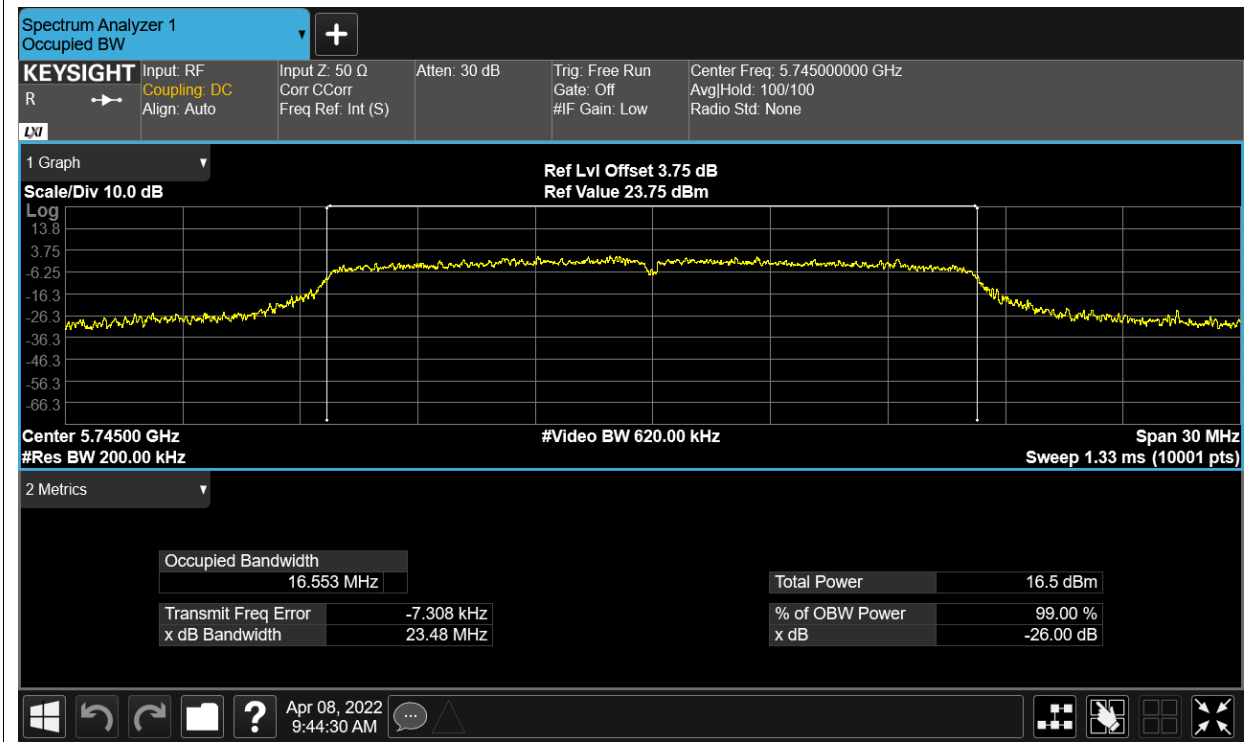 Spectrum Analyzer 1
Occupied BW
KEYSIGHT
R
LXI
Input: RF
Coupling: DC
Align: Auto
Input Z: 50 Ω
Corr CCorr
Freq Ref: Int (S)
Atten: 30 dB
Trig: Free Run
Gate: Off
#IF Gain: Low
Center Freq: 5.745000000 GHz
Avg|Hold: 100/100
Radio Std: None
1 Graph
Scale/Div 10.0 dB
Ref Lvl Offset 3.75 dB
Ref Value 23.75 dBm
Log
13.8
3.75
-6.25
-16.3
-26.3
-36.3
-46.3
-56.3
-66.3
Center 5.74500 GHz
#Res BW 200.00 kHz
#Video BW 620.00 kHz
Span 30 MHz
Sweep 1.33 ms (10001 pts)
2 Metrics
Occupied Bandwidth
16.553 MHz
Transmit Freq Error -7.308 kHz
x dB Bandwidth 23.48 MHz
Total Power 16.5 dBm
% of OBW Power 99.00 %
x dB -26.00 dB
?
Apr 08, 2022
9:44:30 AM